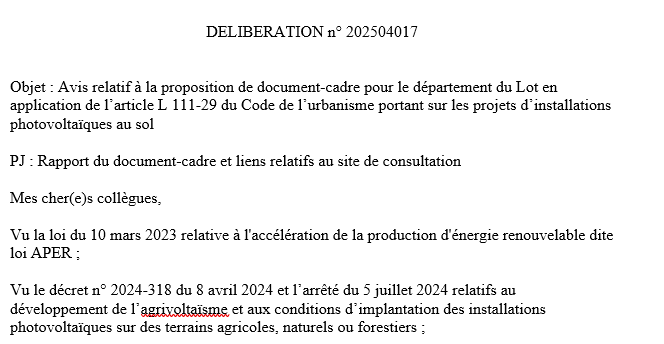 DELIBERATION n° 202504017
Objet : Avis relatif à la proposition de document-cadre pour le département du Lot en
application de l'article L 111-29 du Code de l'urbanisme portant sur les projets d'installations
photovoltaïques au sol
PJ : Rapport du document-cadre et liens relatifs au site de consultation
Mes cher(e)s collègues,
Vu la loi du 10 mars 2023 relative à l'accélération de la production d'énergie renouvelable dite
loi APER ;
Vu le décret n° 2024-318 du 8 avril 2024 et l'arrêté du 5 juillet 2024 relatifs au
développement de l'agrivoltaïsme et aux conditions d'implantation des installations
photovoltaïques sur des terrains agricoles, naturels ou forestiers ;